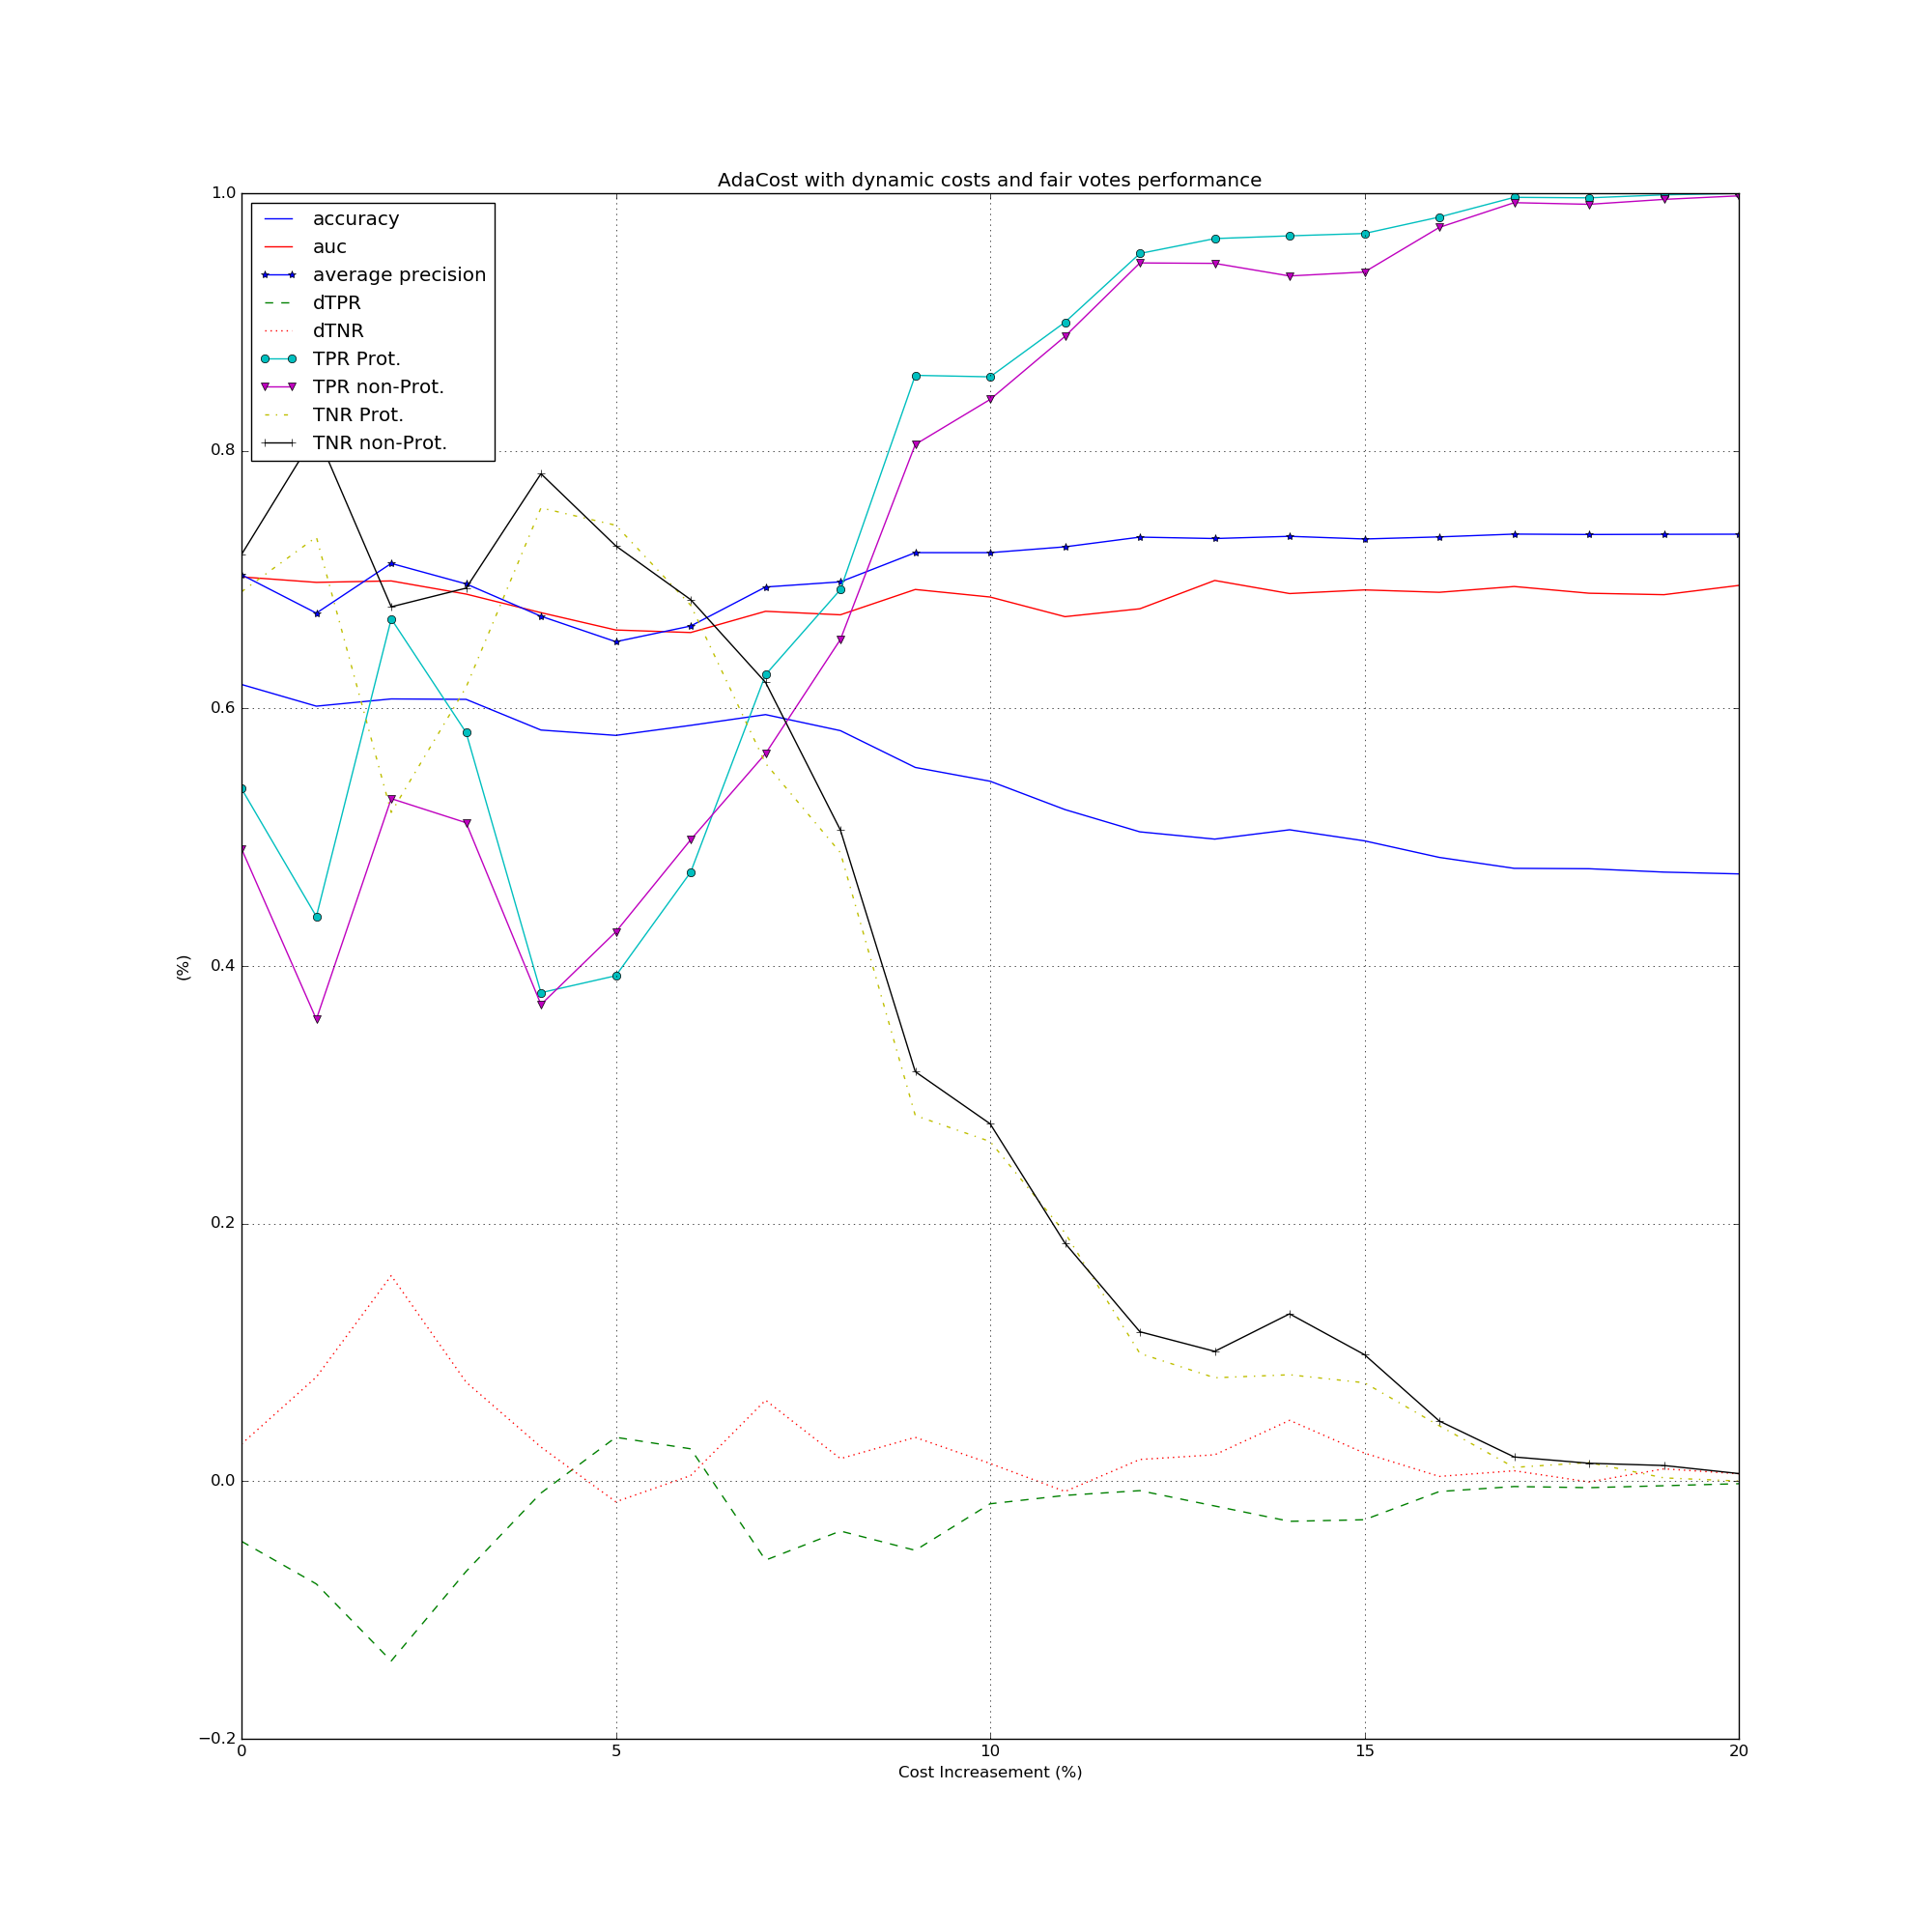 AdaCost with dynamic costs and fair votes performance
1.0
accuracy
auc
average precision
dTPR
dTNR
TPR Prot.
TPR non-Prot.
TNR Prot.
TNR non-Prot.
0.8
0.6
0.4
(%)
0.2
0.0
−0.2
0 5 10 15 20
Cost Increasement (%)